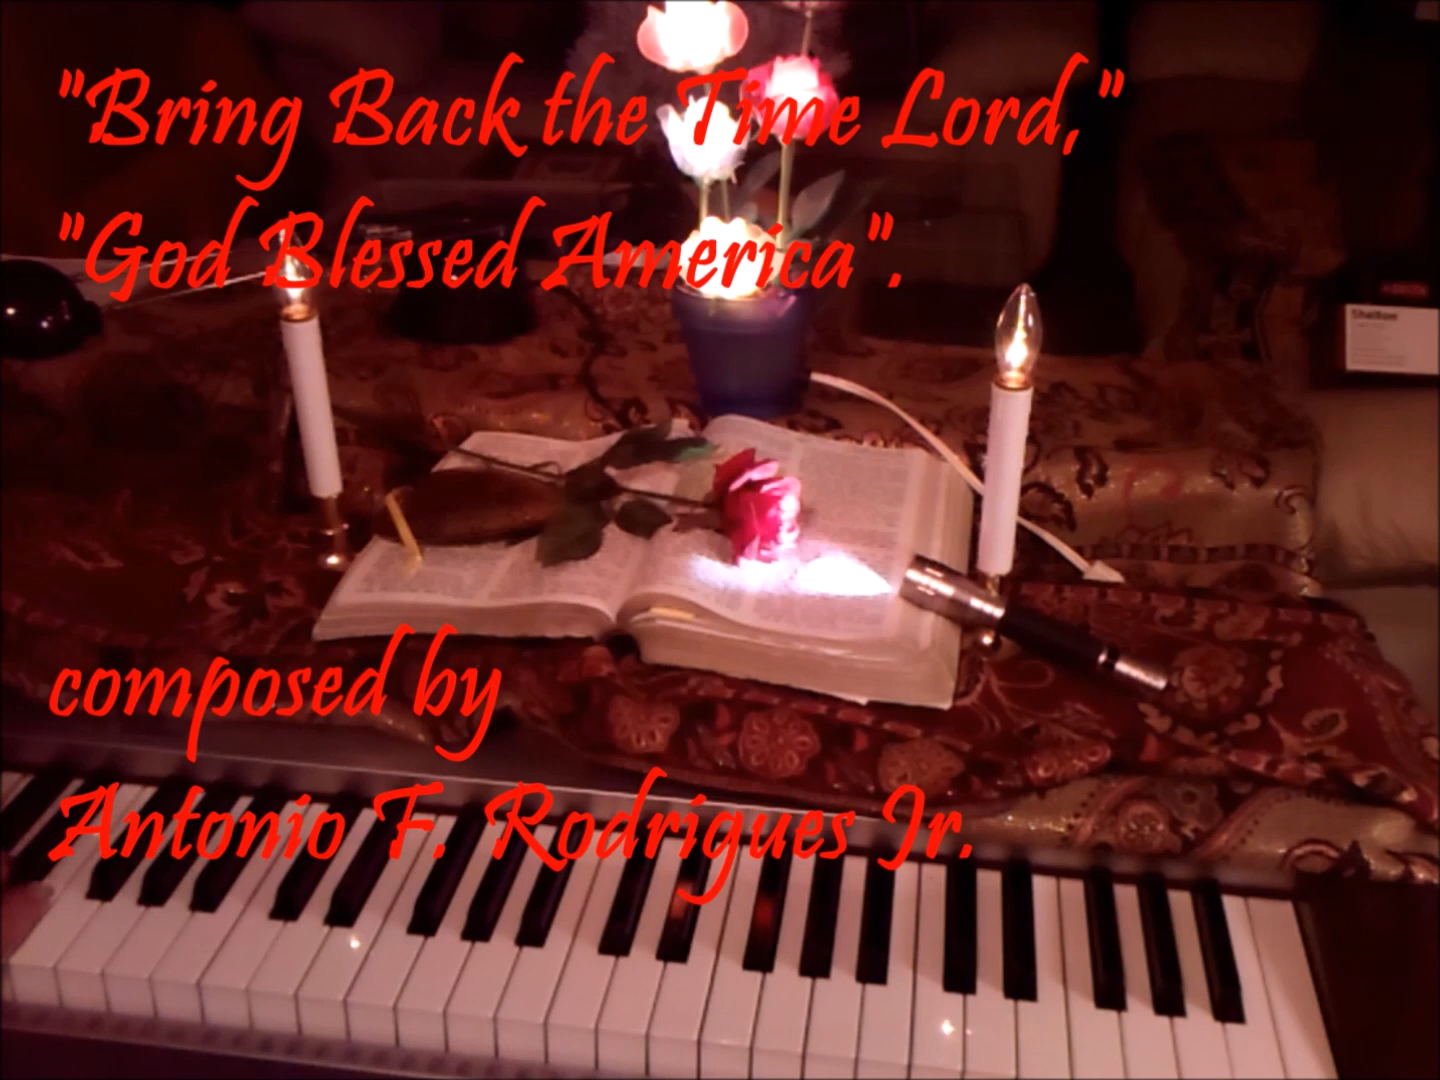 "Bring Back the Time Lord,"
"God Blessed America".
composed by
Antonio F. Rodrigues Jr.